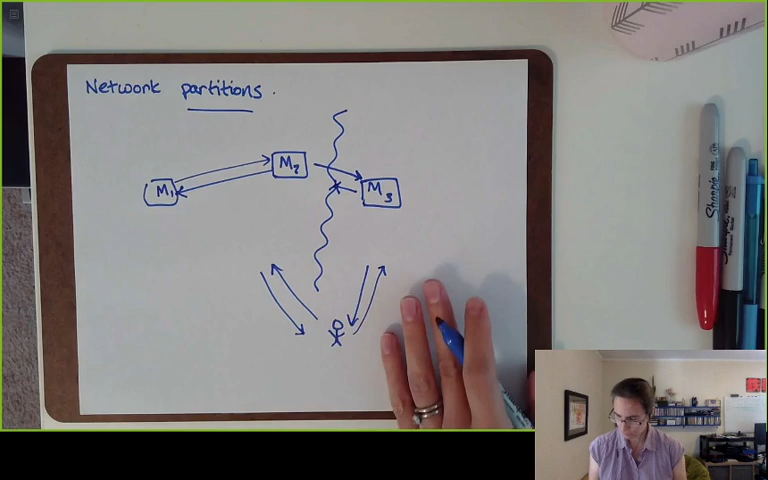 Network partitions.
M₂
M₁
M₃
Sharpie